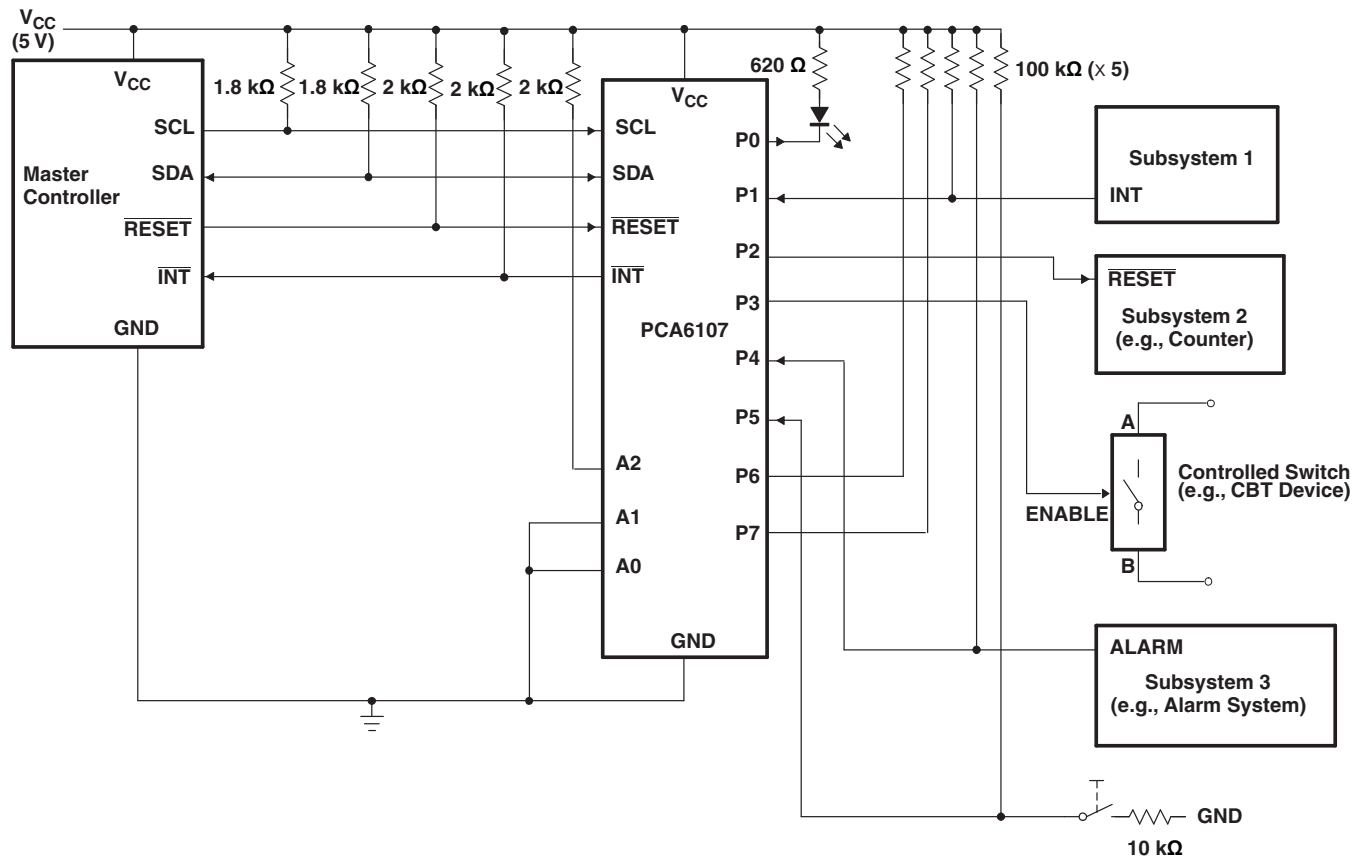 VCC
(5 V)
VCC
SCL
SDA
RESET
INT
GND
Master
Controller
1.8 kΩ
1.8 kΩ
2 kΩ
2 kΩ
2 kΩ
VCC
SCL
SDA
RESET
INT
PCA6107
A2
A1
A0
GND
P0
P1
P2
P3
P4
P5
P6
P7
620 Ω
100 kΩ (X 5)
Subsystem 1
INT
RESET
Subsystem 2
(e.g., Counter)
A
Controlled Switch
(e.g., CBT Device)
ENABLE
B
ALARM
Subsystem 3
(e.g., Alarm System)
GND
10 kΩ